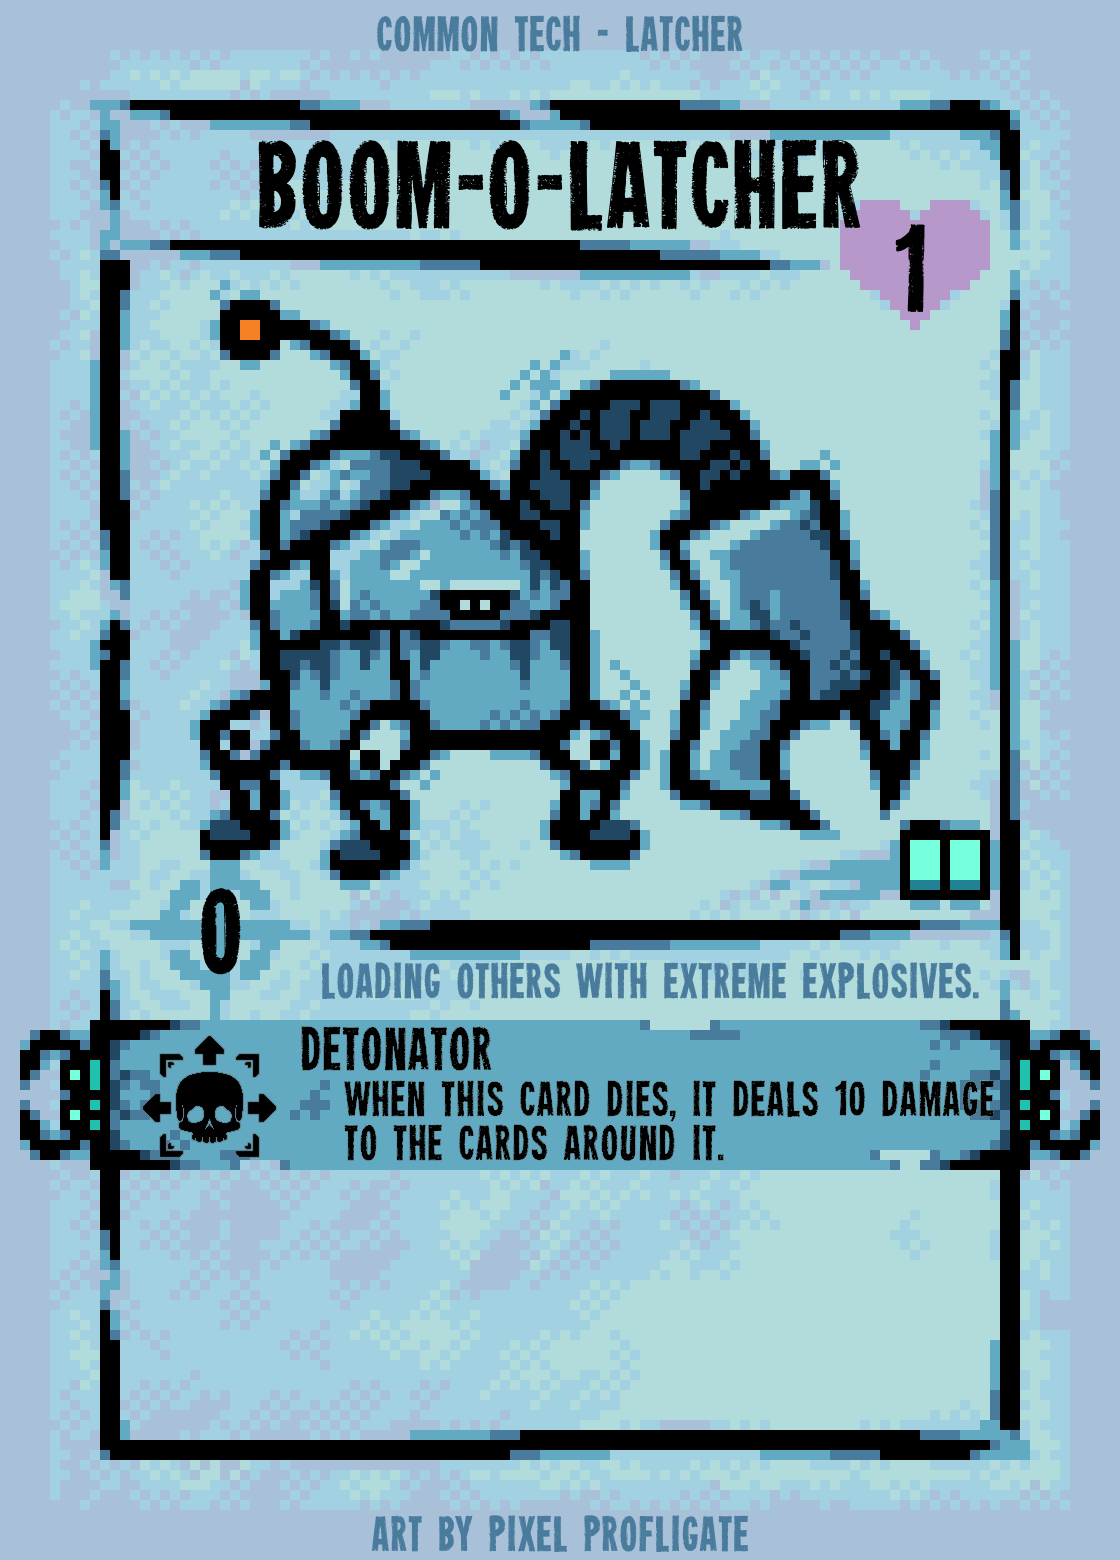 COMMON TECH - LATCHER
BOOM-O-LATCHER
1
0
LOADING OTHERS WITH EXTREME EXPLOSIVES.
DETONATOR
WHEN THIS CARD DIES, IT DEALS 10 DAMAGE
TO THE CARDS AROUND IT.
ART BY PIXEL PROFLIGATE